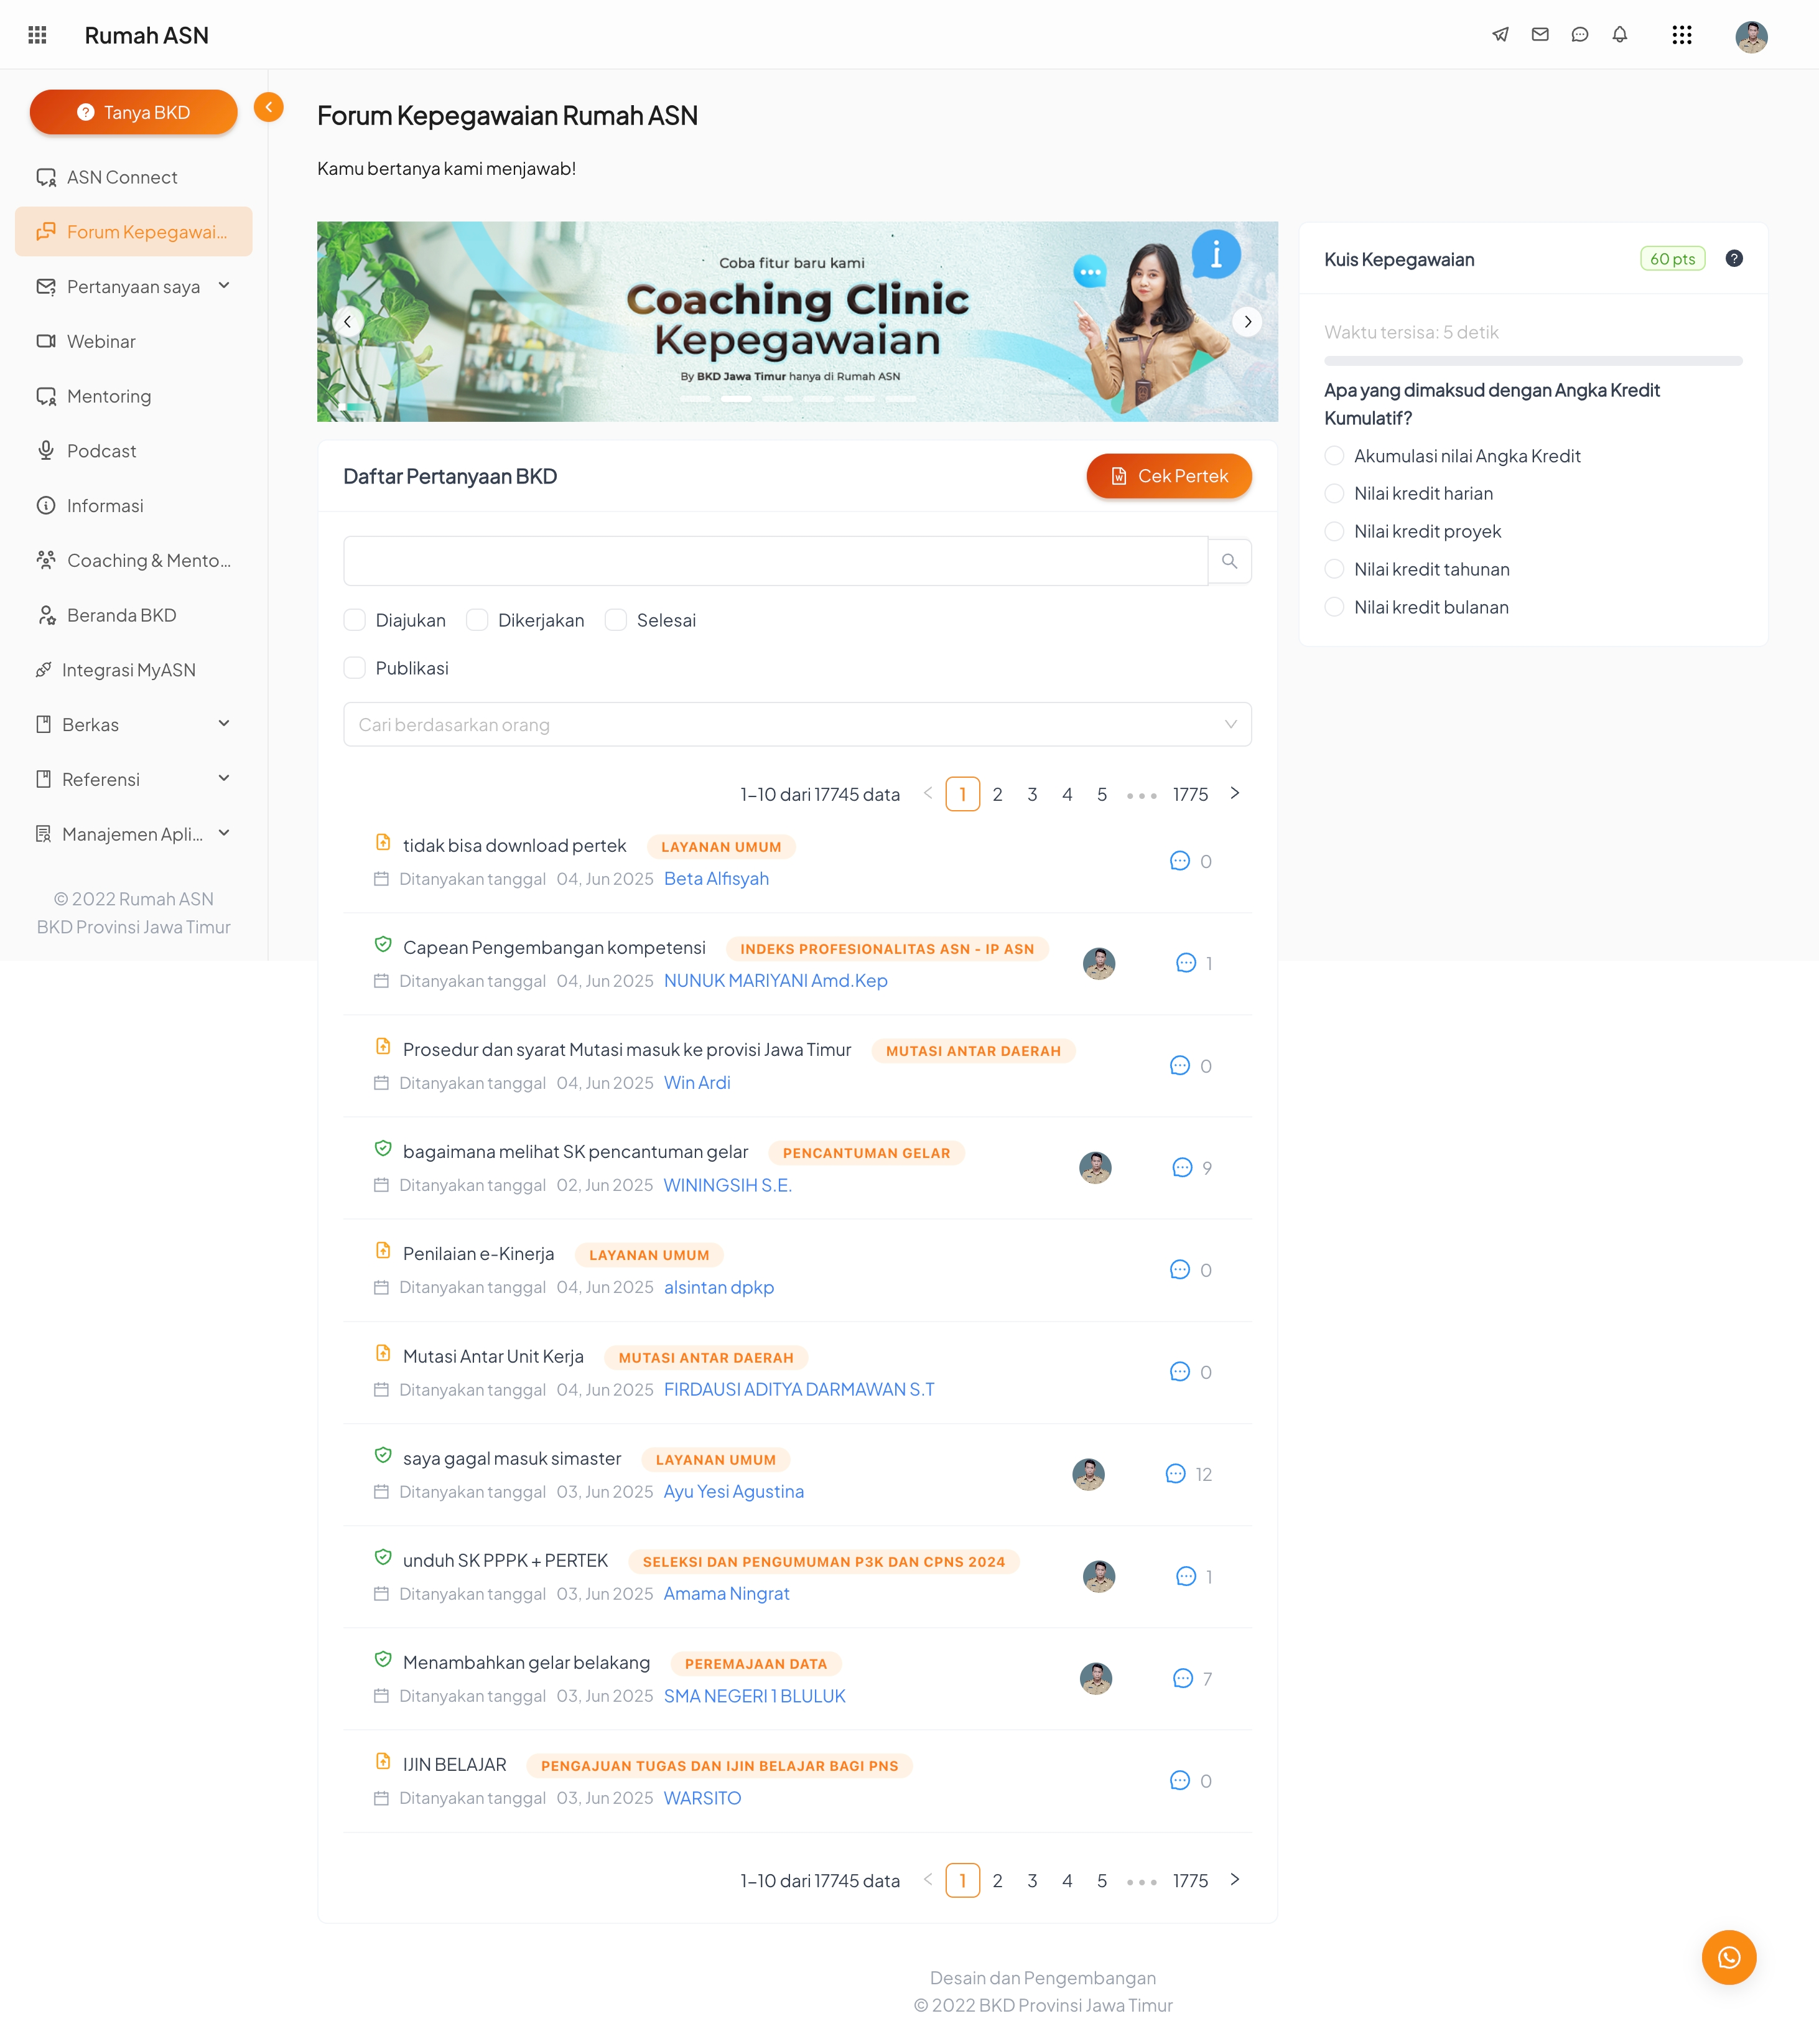 Rumah ASN
Tanya BKD
ASN Connect
Forum Kepegawai...
Pertanyaan saya
Webinar
Mentoring
Podcast
Informasi
Coaching & Mento...
Beranda BKD
Integrasi MyASN
Berkas
Referensi
Manajemen Apli...
© 2022 Rumah ASN
BKD Provinsi Jawa Timur
Forum Kepegawaian Rumah ASN
Kamu bertanya kami menjawab!
Coba fitur baru kami
Coaching Clinic
Kepegawaian
By BKD Jawa Timur hanya di Rumah ASN
Daftar Pertanyaan BKD
Cek Pertek
Diajukan Dikerjakan Selesai
Publikasi
Cari berdasarkan orang
1-10 dari 17745 data 1 2 3 4 5 ••• 1775
tidak bisa download pertek LAYANAN UMUM
Ditanyakan tanggal 04, Jun 2025 Beta Alfisyah
0
Capean Pengembangan kompetensi INDEKS PROFESIONALITAS ASN - IP ASN
Ditanyakan tanggal 04, Jun 2025 NUNUK MARIYANI Amd.Kep
1
Prosedur dan syarat Mutasi masuk ke provisi Jawa Timur MUTASI ANTAR DAERAH
Ditanyakan tanggal 04, Jun 2025 Win Ardi
0
bagaimana melihat SK pencantuman gelar PENCANTUMAN GELAR
Ditanyakan tanggal 02, Jun 2025 WININGSIH S.E.
9
Penilaian e-Kinerja LAYANAN UMUM
Ditanyakan tanggal 04, Jun 2025 alsintan dpkp
0
Mutasi Antar Unit Kerja MUTASI ANTAR DAERAH
Ditanyakan tanggal 04, Jun 2025 FIRDAUSI ADITYA DARMAWAN S.T
0
saya gagal masuk simaster LAYANAN UMUM
Ditanyakan tanggal 03, Jun 2025 Ayu Yesi Agustina
12
unduh SK PPPK + PERTEK SELEKSI DAN PENGUMUMAN P3K DAN CPNS 2024
Ditanyakan tanggal 03, Jun 2025 Amama Ningrat
1
Menambahkan gelar belakang PEREMAJAAN DATA
Ditanyakan tanggal 03, Jun 2025 SMA NEGERI 1 BLULUK
7
IJIN BELAJAR PENGAJUAN TUGAS DAN IJIN BELAJAR BAGI PNS
Ditanyakan tanggal 03, Jun 2025 WARSITO
0
1-10 dari 17745 data 1 2 3 4 5 ••• 1775
Kuis Kepegawaian 60 pts
Waktu tersisa: 5 detik
Apa yang dimaksud dengan Angka Kredit
Kumulatif?
Akumulasi nilai Angka Kredit
Nilai kredit harian
Nilai kredit proyek
Nilai kredit tahunan
Nilai kredit bulanan
Desain dan Pengembangan
© 2022 BKD Provinsi Jawa Timur